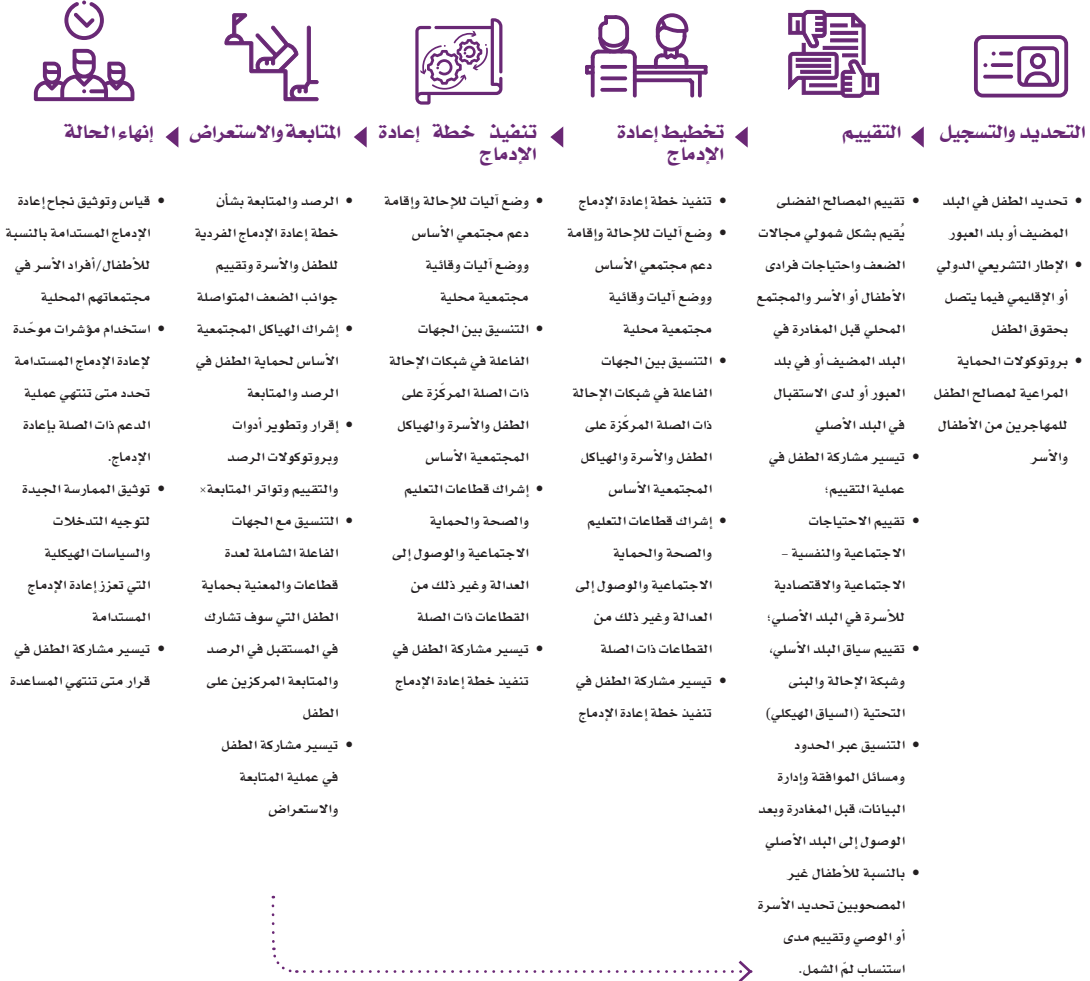 التحديد والتسجيل
• تحديد الطفل في البلد
المضيف أو بلد العبور
• الإطار التشريعي الدولي
أو الإقليمي فيما يتصل
بحقوق الطفل
• بروتوكولات الحماية
المراعية لمصالح الطفل
للمهاجرين من الأطفال
والأسر
التقييم
• تقييم المصالح الفضلى
يُقيم بشكل شمولي مجالات
الضعف واحتياجات فرادى
الأطفال أو الأسر والمجتمع
المحلي قبل المغادرة في
البلد المضيف أو في بلد
العبور أو لدى الاستقبال
في البلد الأصلي
• تيسير مشاركة الطفل في
عملية التقييم؛
• تقييم الاحتياجات
الاجتماعية والنفسية –
الاجتماعية والاقتصادية
للأسرة في البلد الأصلي؛
• تقييم سياق البلد الأسلي،
وشبكة الإحالة والبنى
التحتية (السياق الهيكلي)
• التنسيق عبر الحدود
ومسائل الموافقة وإدارة
البيانات، قبل المغادرة وبعد
الوصول إلى البلد الأصلي
• بالنسبة للأطفال غير
المصحوبين تحديد الأسرة
أو الوصي وتقييم مدى
استنساب لمّ الشمل.
تخطيط إعادة
الإدماج
• تنفيذ خطة إعادة الإدماج
• وضع آليات للإحالة وإقامة
دعم مجتمعي الأساس
ووضع آليات وقائية
مجتمعية محلية
• التنسيق بين الجهات
الفاعلة في شبكات الإحالة
ذات الصلة المركّزة على
الطفل والأسرة والهياكل
المجتمعية الأساس
• إشراك قطاعات التعليم
والصحة والحماية
الاجتماعية والوصول إلى
العدالة وغير ذلك من
القطاعات ذات الصلة
• تيسير مشاركة الطفل في
تنفيذ خطة إعادة الإدماج
تنفيذ خطة إعادة
الإدماج
• وضع آليات للإحالة وإقامة
دعم مجتمعي الأساس
ووضع آليات وقائية
مجتمعية محلية
• التنسيق بين الجهات
الفاعلة في شبكات الإحالة
ذات الصلة المركّزة على
الطفل والأسرة والهياكل
المجتمعية الأساس
• إشراك قطاعات التعليم
والصحة والحماية
الاجتماعية والوصول إلى
العدالة وغير ذلك من
القطاعات ذات الصلة
• تيسير مشاركة الطفل في
تنفيذ خطة إعادة الإدماج
المتابعة والاستعراض
• الرصد والمتابعة بشأن
خطة إعادة الإدماج الفردية
للطفل والأسرة وتقييم
جوانب الضعف المتواصلة
• إشراك الهياكل المجتمعية
الأساس لحماية الطفل في
الرصد والمتابعة
• إقرار وتطوير أدوات
وبروتوكولات الرصد
والتقييم وتواتر المتابعة×
• التنسيق مع الجهات
الفاعلة الشاملة لعدة
قطاعات والمعنية بحماية
الطفل التي سوف تشارك
في المستقبل في الرصد
والمتابعة المركزين على
الطفل
• تيسير مشاركة الطفل
في عملية المتابعة
والاستعراض
إنهاء الحالة
• قياس وتوثيق نجاح إعادة
الإدماج المستدامة بالنسبة
للأطفال/أفراد الأسر في
مجتمعاتهم المحلية
• استخدام مؤشرات موحّدة
لإعادة الإدماج المستدامة
تحدد متى تنتهي عملية
الدعم ذات الصلة بإعادة
الإدماج.
• توثيق الممارسة الجيدة
لتوجيه التدخلات
والسياسات الهيكلية
التي تعزز إعادة الإدماج
المستدامة
• تيسير مشاركة الطفل في
قرار متى تنتهي المساعدة